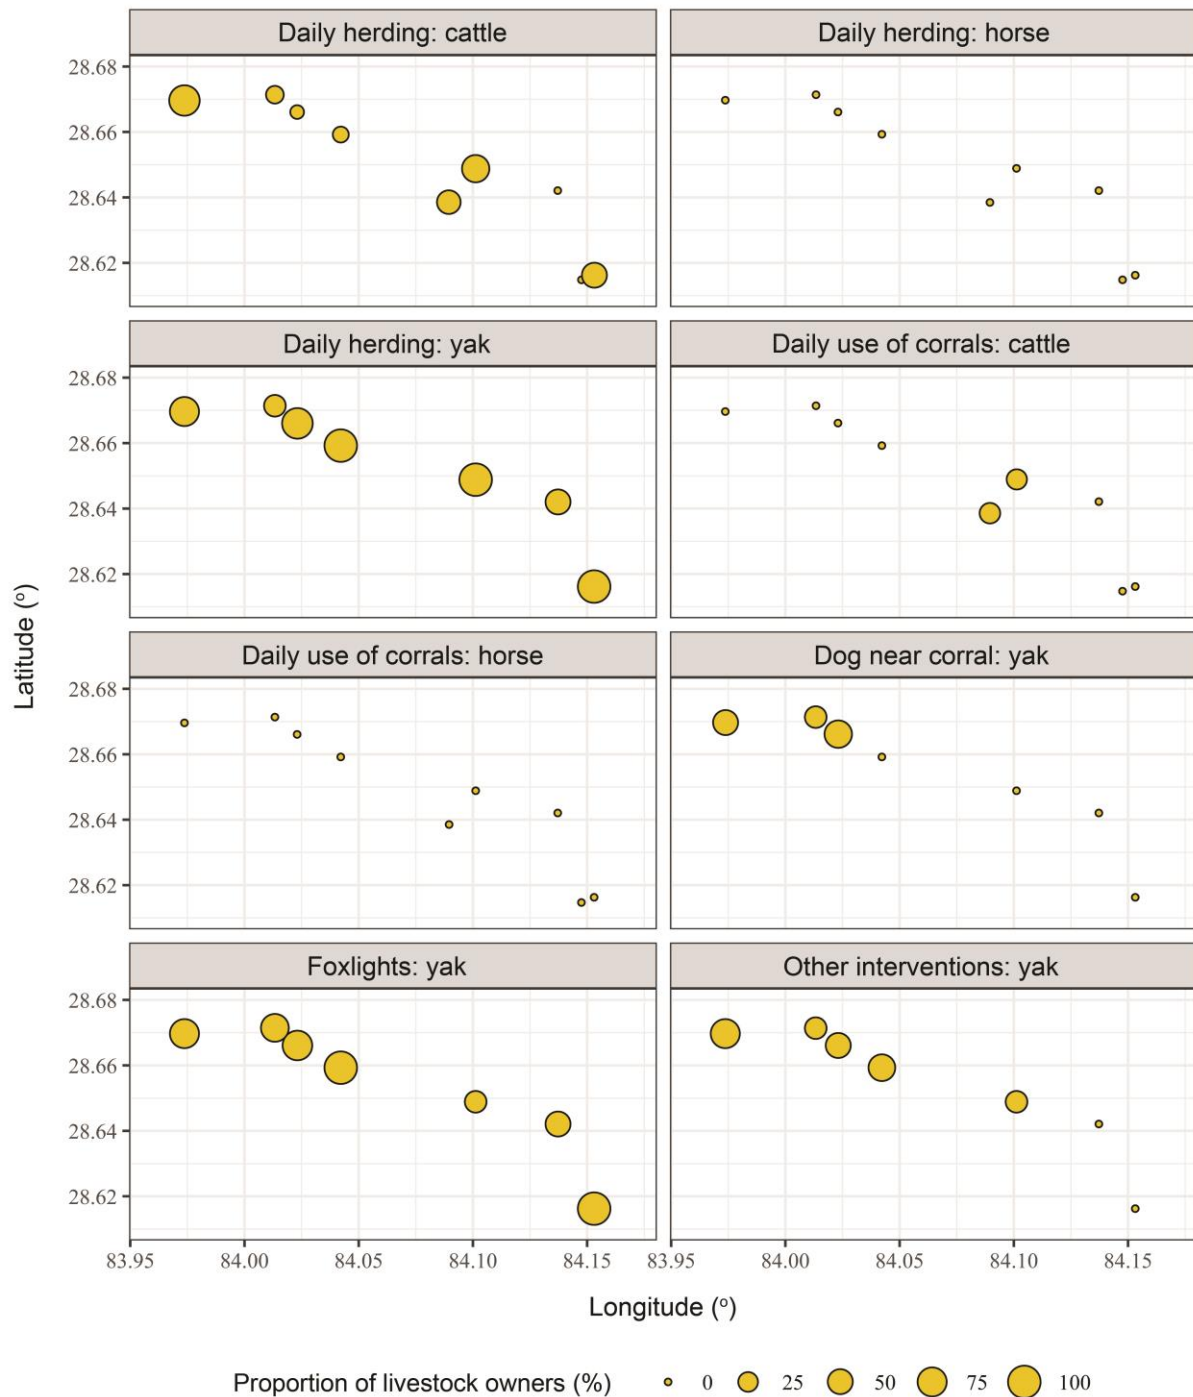 Daily herding: cattle
Daily herding: horse
28.68
28.66
28.64
28.62
Daily herding: yak
Daily use of corrals: cattle
28.68
28.66
28.64
28.62
Latitude (º)
Daily use of corrals: horse
Dog near corral: yak
28.68
28.66
28.64
28.62
Foxlights: yak
Other interventions: yak
28.68
28.66
28.64
28.62
83.95 84.00 84.05 84.10 84.15 83.95 84.00 84.05 84.10 84.15
Longitude (º)
Proportion of livestock owners (%) 0 25 50 75 100